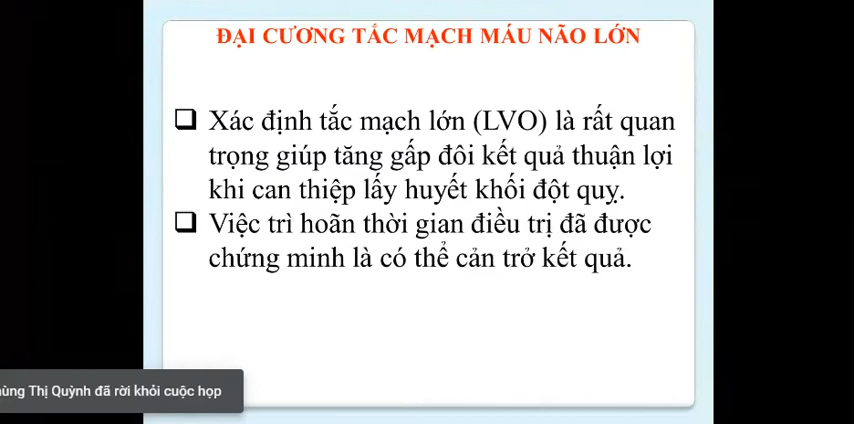 ĐẠI CƯƠNG TẮC MẠCH MÁU NÃO LỚN
Xác định tắc mạch lớn (LVO) là rất quan
trọng giúp tăng gấp đôi kết quả thuận lợi
khi can thiệp lấy huyết khối đột quỵ.
Việc trì hoãn thời gian điều trị đã được
chứng minh là có thể cản trở kết quả.
Thị Quỳnh đã rời khỏi cuộc họp